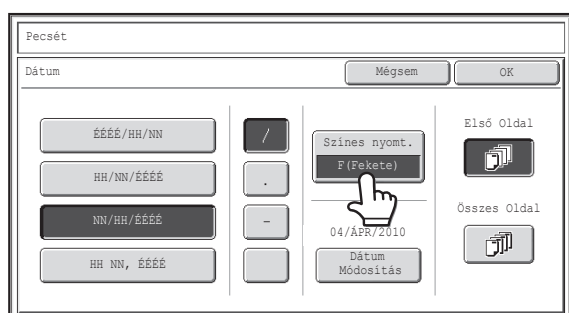 Pecsét
Dátum
Mégsem
OK
ÉÉÉÉ/HH/NN
HH/NN/ÉÉÉÉ
NN/HH/ÉÉÉÉ
HH NN, ÉÉÉÉ
/
.
-
Színes nyomt.
F(Fekete)
04/ÁPR/2010
Dátum
Módosítás
Első Oldal
Összes Oldal